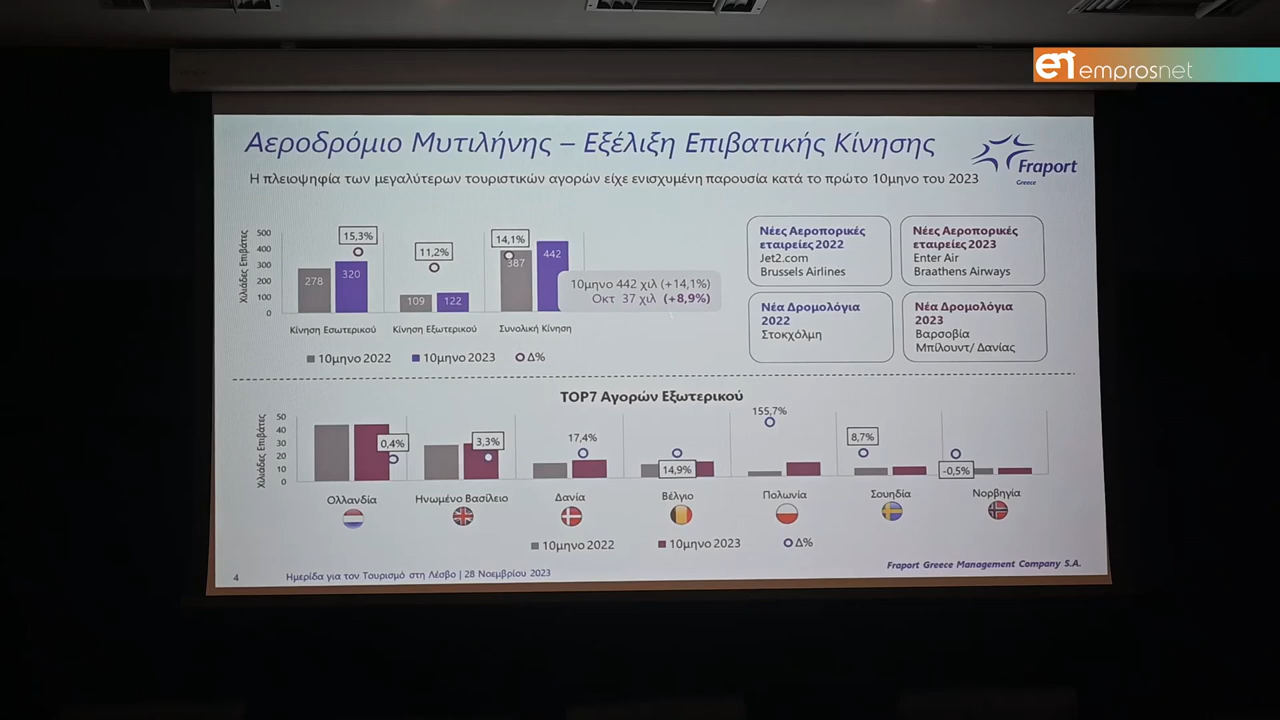 emprosnet
Αεροδρόμιο Μυτιλήνης – Εξέλιξη Επιβατικής Κίνησης
Fraport
Greece
Η πλειοψηφία των μεγαλύτερων τουριστικών αγορών είχε ενισχυμένη παρουσία κατά το πρώτο 10μηνο του 2023
Χιλιάδες Επιβάτες
500
400
300
200
100
0
15,3%
11,2%
14,1%
278
320
109
122
387
442
10μηνο 442 χιλ (+14,1%)
Οκτ 37 χιλ (+8,9%)
Κίνηση Εσωτερικού
Κίνηση Εξωτερικού
Συνολική Κίνηση
10μηνο 2022
10μηνο 2023
Δ%
Νέες Αεροπορικές
εταιρείες 2022
Jet2.com
Brussels Airlines
Νέες Αεροπορικές
εταιρείες 2023
Enter Air
Braathens Airways
Νέα Δρομολόγια
2022
Στοκχόλμη
Νέα Δρομολόγια
2023
Βαρσοβία
Μπίλουντ/ Δανίας
TOP7 Αγορών Εξωτερικού
Χιλιάδες Επιβάτες
50
40
30
20
10
0
0,4%
3,3%
17,4%
14,9%
155,7%
8,7%
-0,5%
Ολλανδία
Ηνωμένο Βασίλειο
Δανία
Βέλγιο
Πολωνία
Σουηδία
Νορβηγία
10μηνο 2022
10μηνο 2023
Δ%
4
Ημερίδα για τον Τουρισμό στη Λέσβο | 28 Νοεμβρίου 2023
Fraport Greece Management Company S.A.